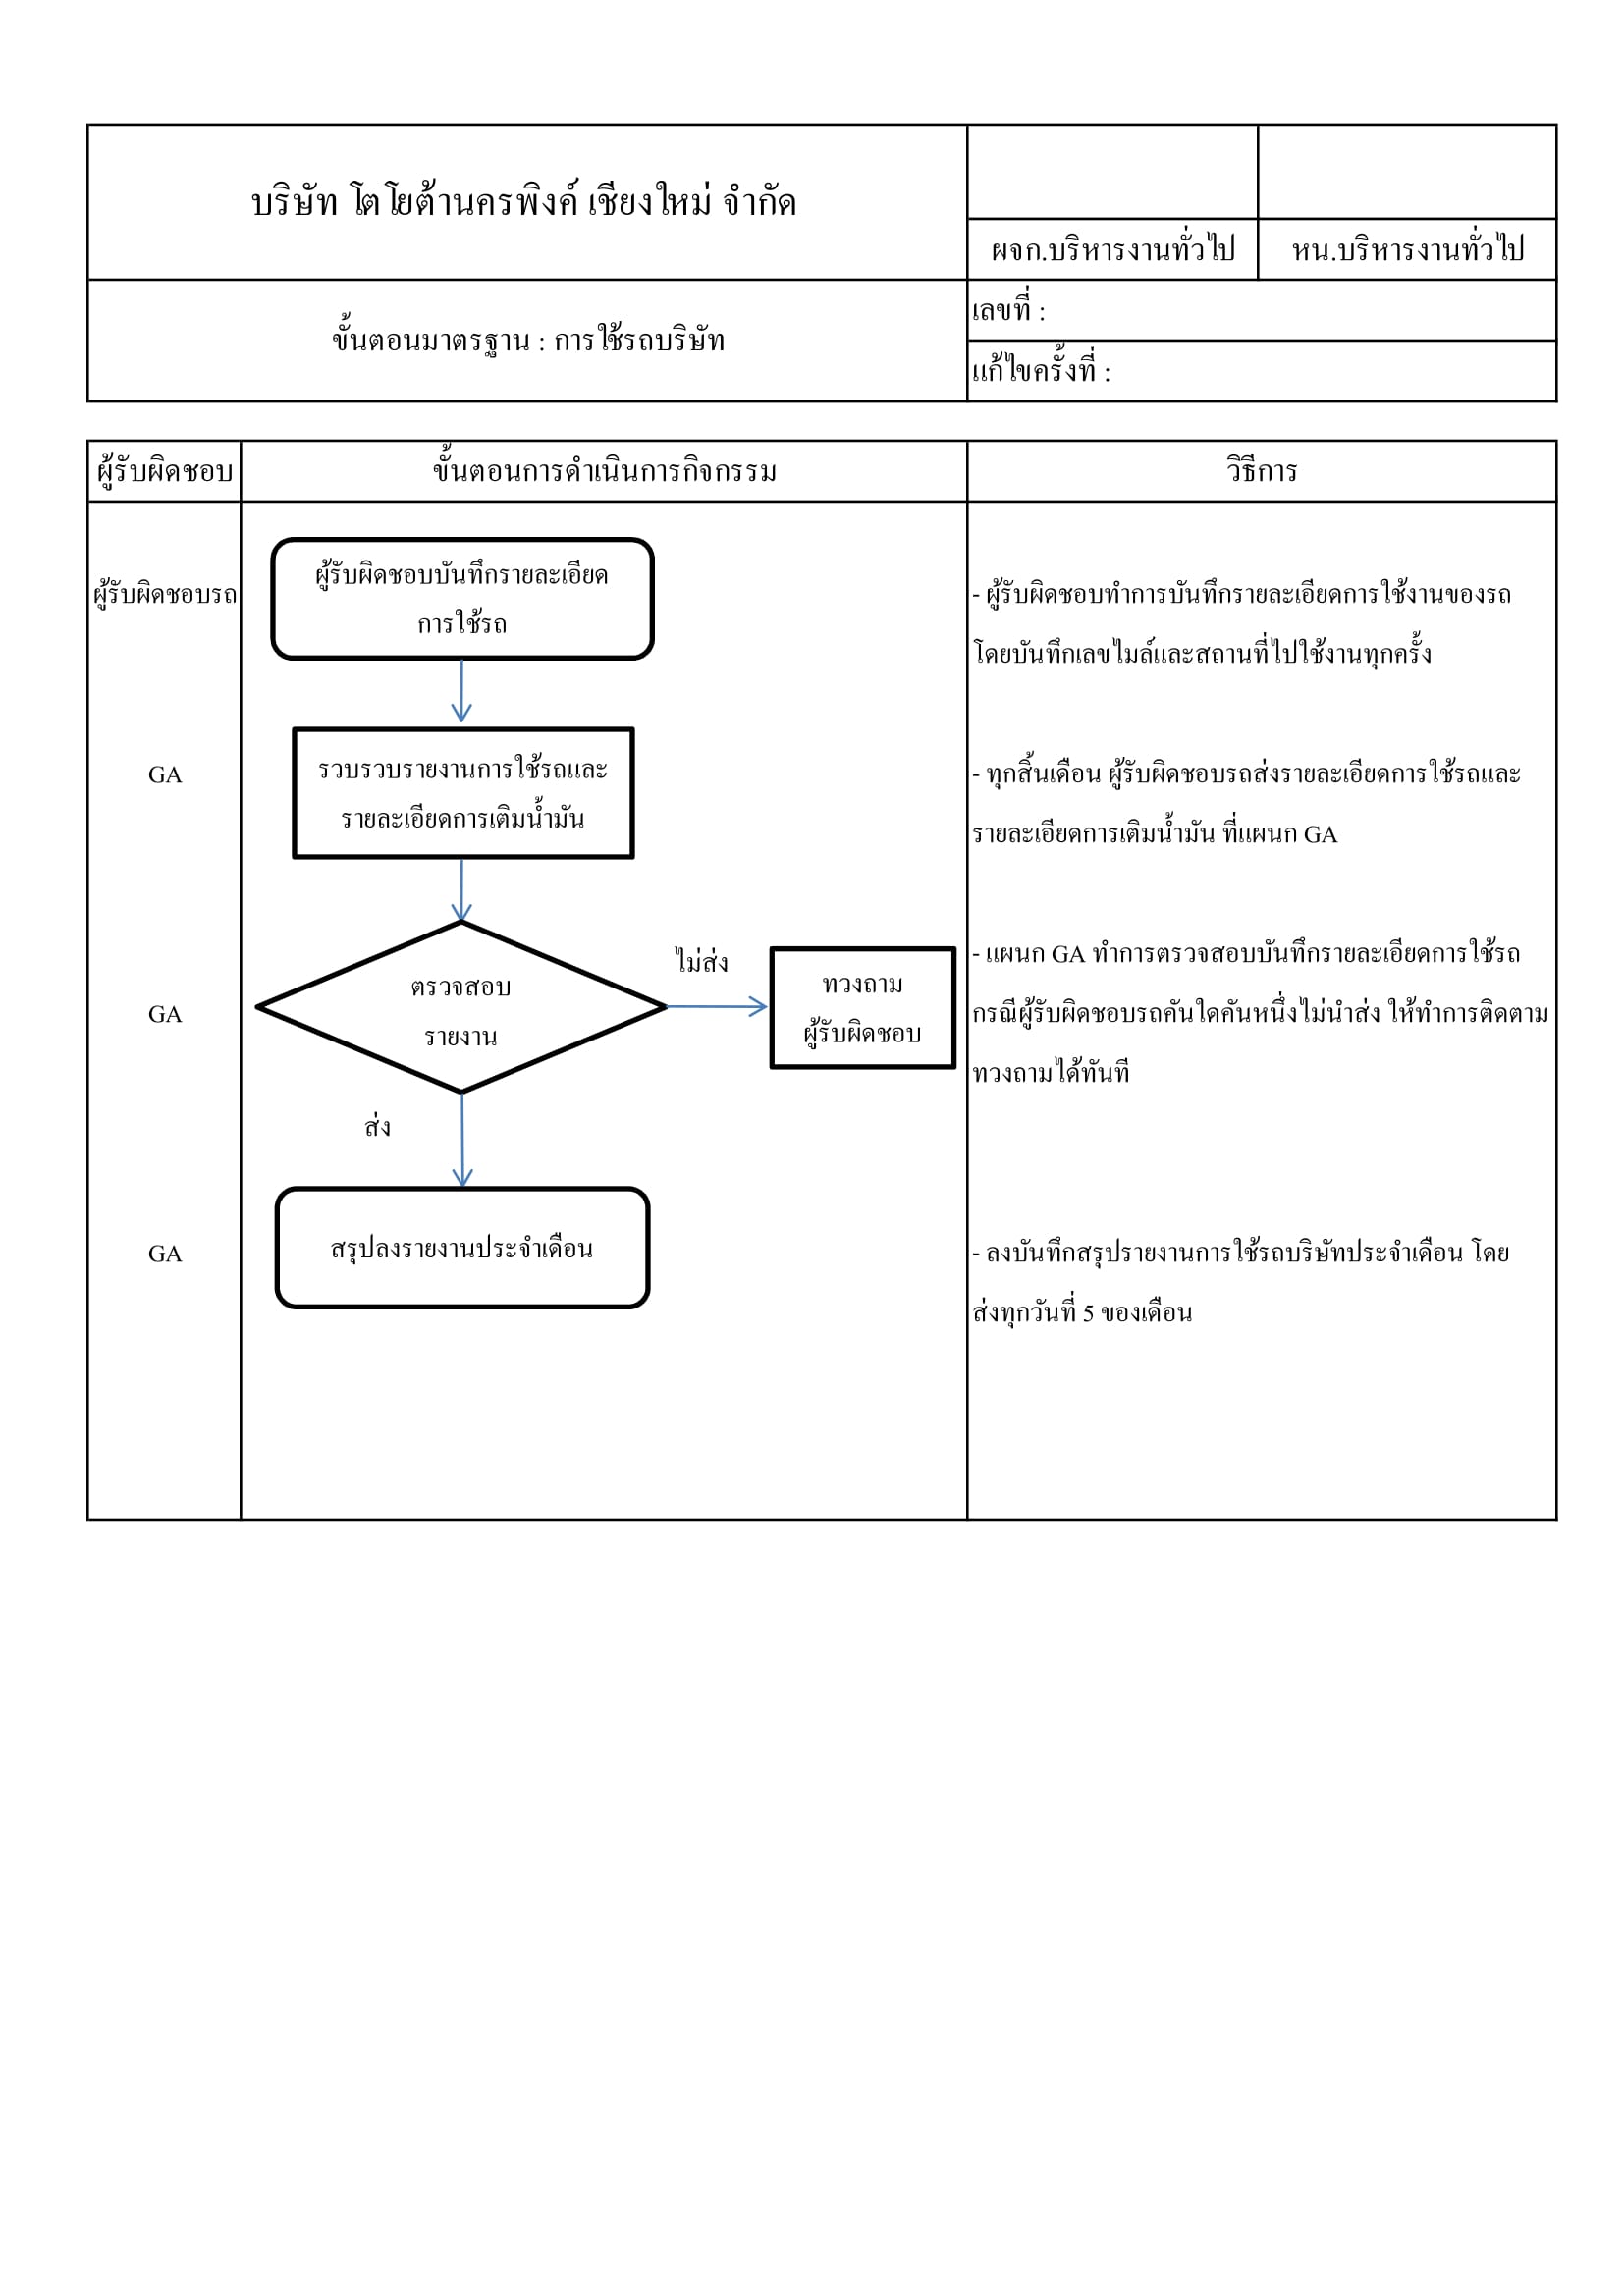 บริษัท โตโยต้านครพิงค์ เชียงใหม่ จำกัด
ผจก.บริหารงานทั่วไป
หน.บริหารงานทั่วไป
ขั้นตอนมาตรฐาน : การใช้รถบริษัท
เลขที่ :
แก้ไขครั้งที่ :
ผู้รับผิดชอบ
ขั้นตอนการดำเนินการกิจกรรม
วิธีการ
ผู้รับผิดชอบรถ
ผู้รับผิดชอบบันทึกรายละเอียด
การใช้รถ
- ผู้รับผิดชอบทำการบันทึกรายละเอียดการใช้งานของรถ
โดยบันทึกเลขไมล์และสถานที่ไปใช้งานทุกครั้ง
GA
รวบรวบรายงานการใช้รถและ
รายละเอียดการเติมน้ำมัน
- ทุกสิ้นเดือน ผู้รับผิดชอบรถส่งรายละเอียดการใช้รถและ
รายละเอียดการเติมน้ำมัน ที่แผนก GA
GA
ตรวจสอบ
รายงาน
ไม่ส่ง
ทวงถาม
ผู้รับผิดชอบ
- แผนก GA ทำการตรวจสอบบันทึกรายละเอียดการใช้รถ
กรณีผู้รับผิดชอบรถคันใดคันหนึ่งไม่นำส่ง ให้ทำการติดตาม
ทวงถามได้ทันที
ส่ง
GA
สรุปลงรายงานประจำเดือน
- ลงบันทึกสรุปรายงานการใช้รถบริษัทประจำเดือน โดย
ส่งทุกวันที่ 5 ของเดือน